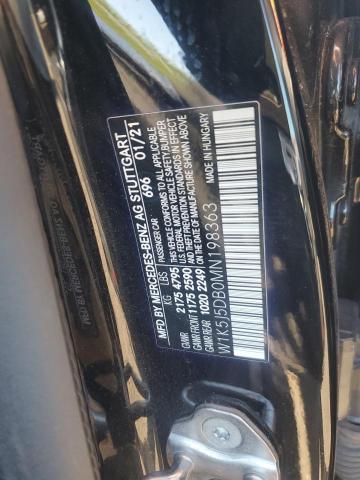 MFD BY MERCEDES-BENZ AG STUTTGART
PASSENGER CAR 696 01/21
THIS VEHICLE CONFORMS TO ALL APPLICABLE
U.S. FEDERAL MOTOR VEHICLE SAFETY BUMPER
AND THEFT PREVENTION STANDARDS IN EFFECT
ON THE DATE OF MANUFACTURE SHOWN ABOVE
KG LBS
GVWR 2175 4795
GAWR FRONT 1175 2590
GAWR REAR 1020 2249
MADE IN HUNGARY
W1K5J5DB0MN198363